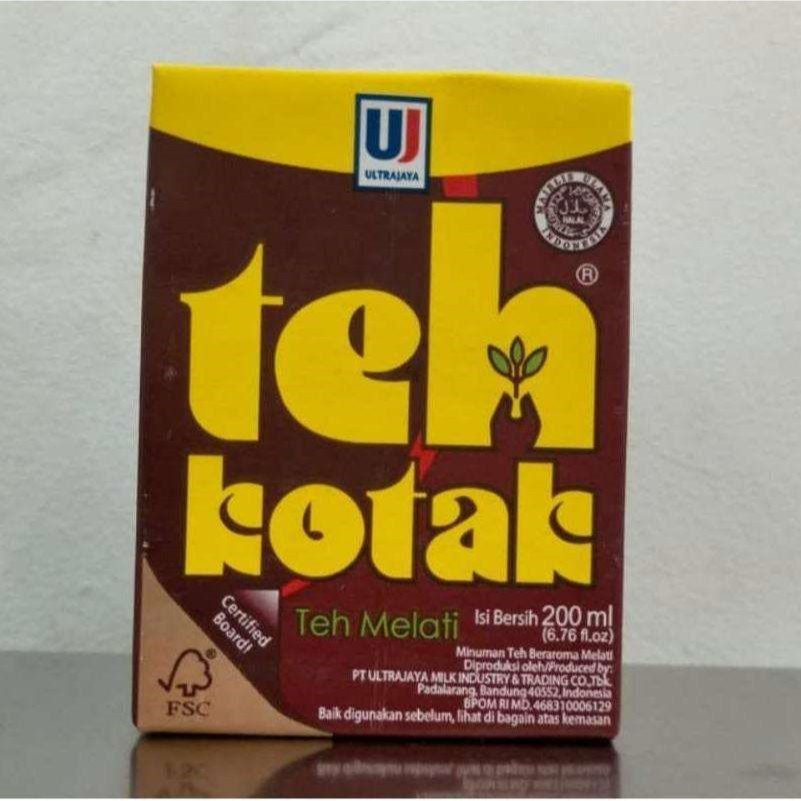 UJ
ULTRAJAYA
MAJELIS ULAMA
حلال
HALAL
INDONESIA
teh
®
kotak
Certified
Board!
Teh Melati
Isi Bersih 200 ml
(6.76 fl.oz)
Minuman Teh Beraroma Melati
Diproduksi oleh/Produced by:
PT ULTRAJAYA MILK INDUSTRY & TRADING CO.,Tbk.
Padalarang, Bandung 40552, Indonesia
BPOM RI MD. 468310006129
Baik digunakan sebelum, lihat di bagain atas kemasan
®
FSC